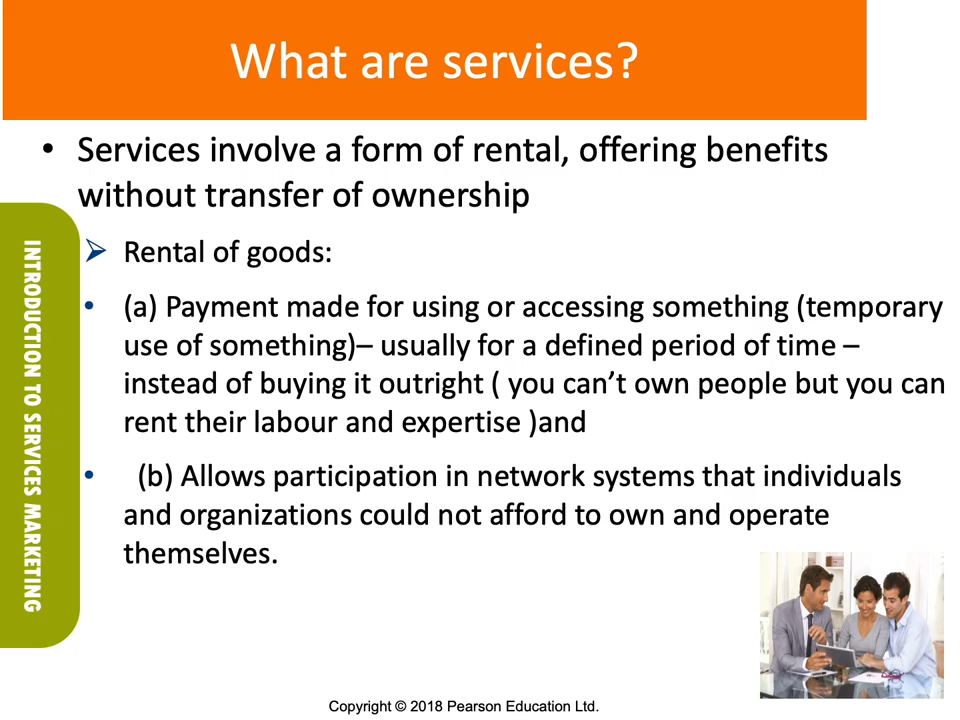 What are services?
• Services involve a form of rental, offering benefits
without transfer of ownership
➢ Rental of goods:
• (a) Payment made for using or accessing something (temporary
use of something)– usually for a defined period of time –
instead of buying it outright ( you can’t own people but you can
rent their labour and expertise )and
• (b) Allows participation in network systems that individuals
and organizations could not afford to own and operate
themselves.
INTRODUCTION TO SERVICES MARKETING
Copyright © 2018 Pearson Education Ltd.